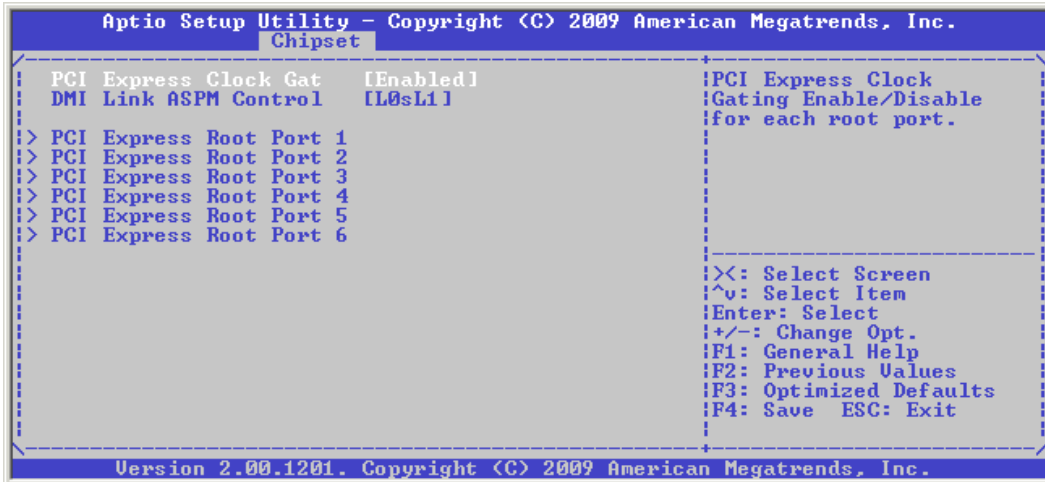 Aptio Setup Utility - Copyright (C) 2009 American Megatrends, Inc.
Chipset
PCI Express Clock Gat [Enabled]
DMI Link ASPM Control [L0sL1]
> PCI Express Root Port 1
> PCI Express Root Port 2
> PCI Express Root Port 3
> PCI Express Root Port 4
> PCI Express Root Port 5
> PCI Express Root Port 6
PCI Express Clock
Gating Enable/Disable
for each root port.
><: Select Screen
^v: Select Item
Enter: Select
+/-: Change Opt.
F1: General Help
F2: Previous Values
F3: Optimized Defaults
F4: Save ESC: Exit
Version 2.00.1201. Copyright (C) 2009 American Megatrends, Inc.